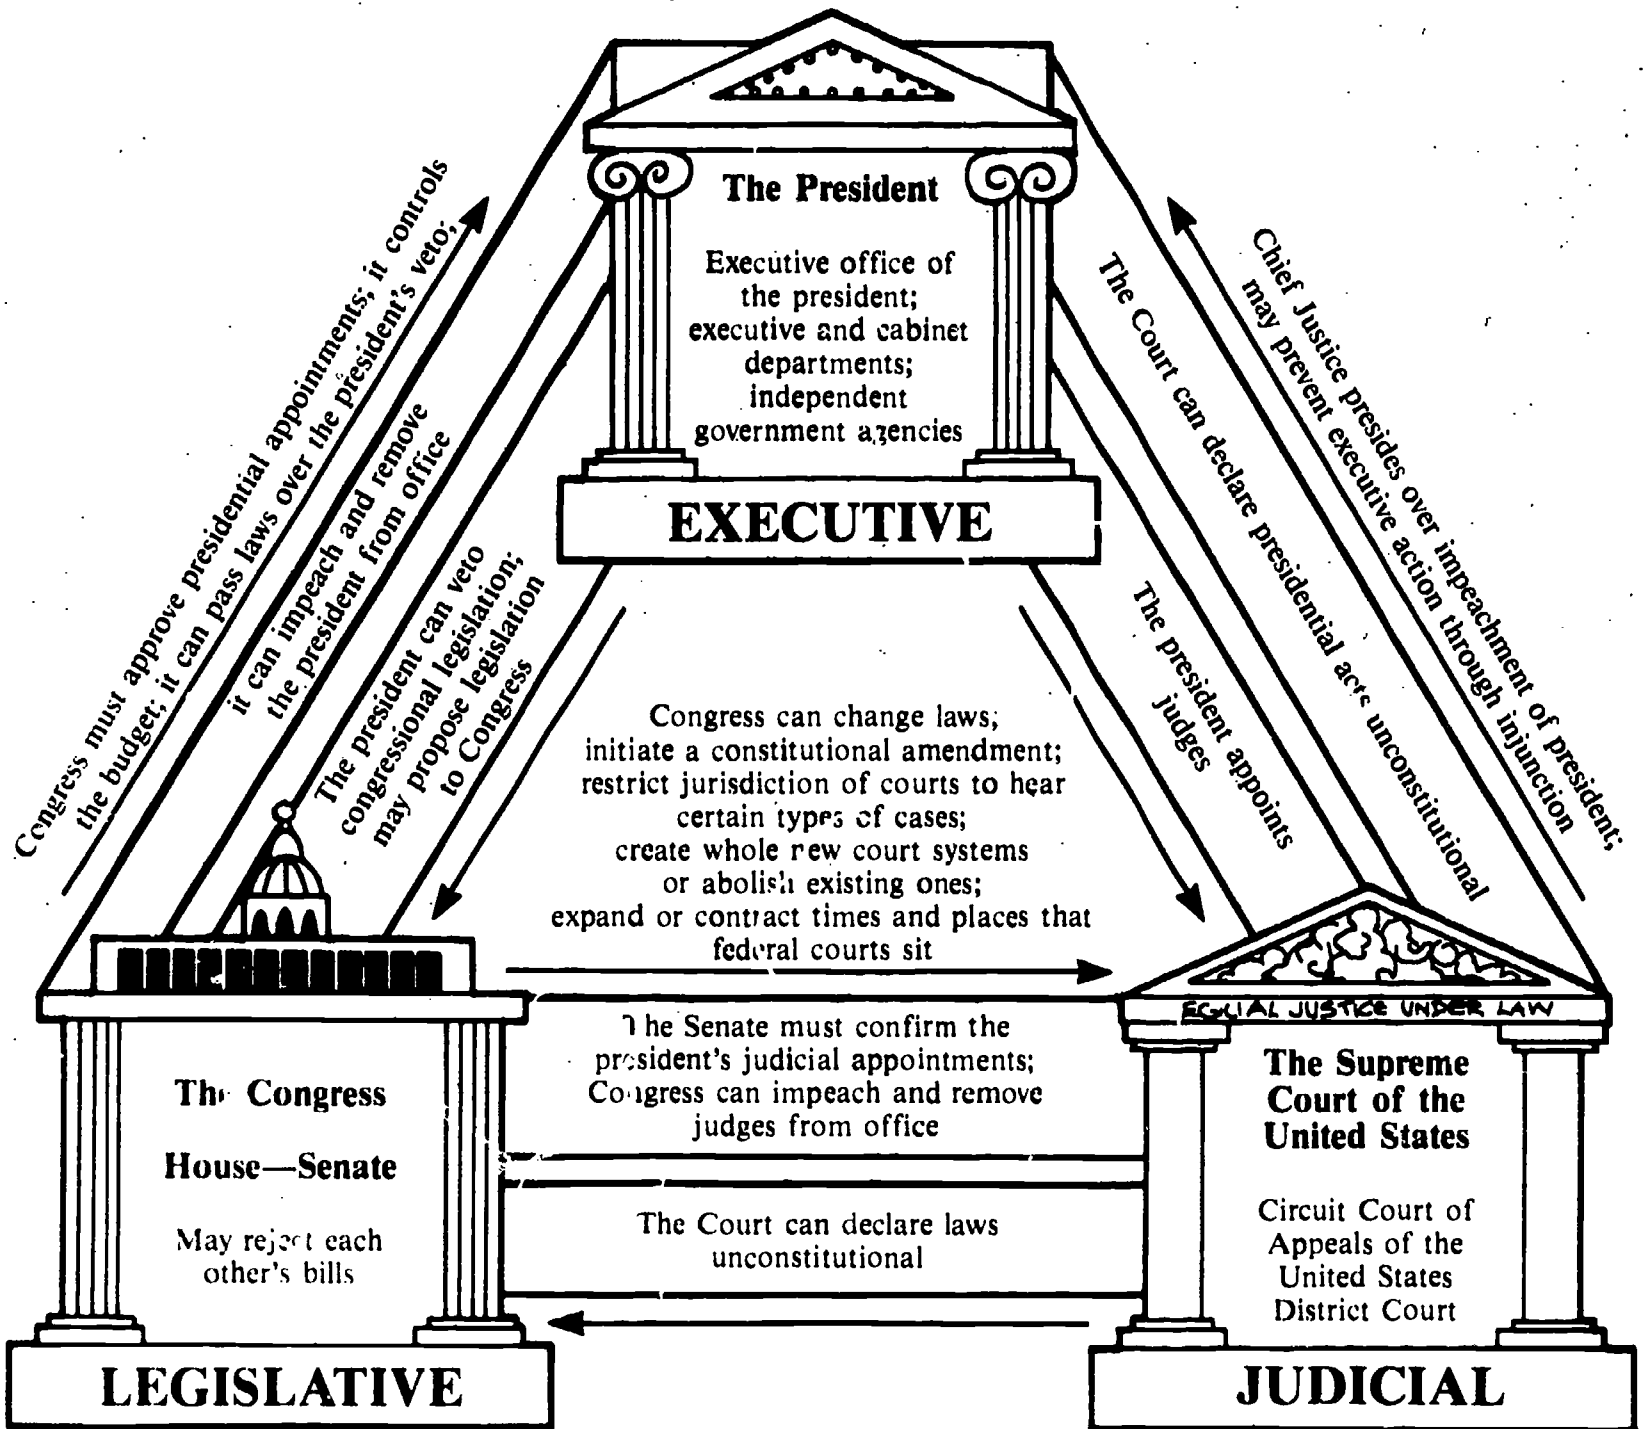 The President
Executive office of
the president;
executive and cabinet
departments;
independent
government agencies
EXECUTIVE
Congress must approve presidential appointments; it controls
the budget; it can pass laws over the president's veto;
it can impeach and remove
the president from office
The president can veto
congressional legislation;
may propose legislation
to Congress
Chief Justice presides over impeachment of president;
may prevent executive action through injunction
The Court can declare presidential acts unconstitutional
The president appoints
judges
Congress can change laws;
initiate a constitutional amendment;
restrict jurisdiction of courts to hear
certain types of cases;
create whole new court systems
or abolish existing ones;
expand or contract times and places that
federal courts sit
The Senate must confirm the
president's judicial appointments;
Congress can impeach and remove
judges from office
The Court can declare laws
unconstitutional
The Congress
House—Senate
May reject each
other's bills
LEGISLATIVE
EQUAL JUSTICE UNDER LAW
The Supreme
Court of the
United States
Circuit Court of
Appeals of the
United States
District Court
JUDICIAL